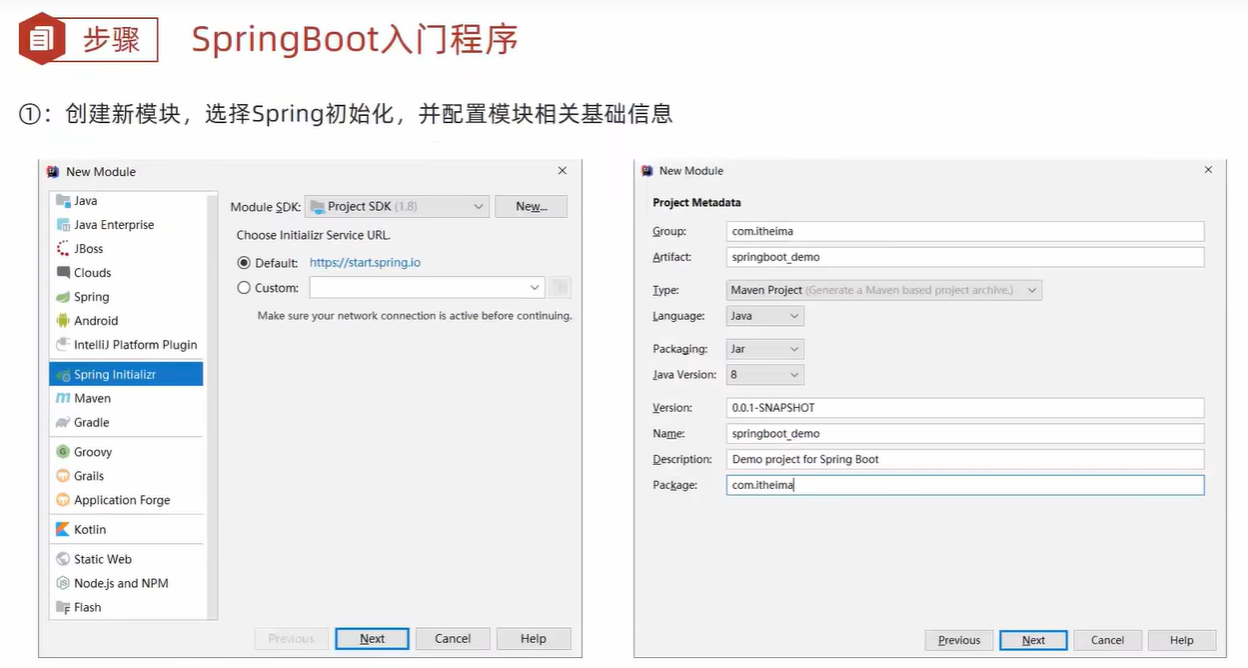 步骤
SpringBoot入门程序
①：创建新模块，选择Spring初始化，并配置模块相关基础信息
New Module
Java
Java Enterprise
JBoss
Clouds
Spring
Android
IntelliJ Platform Plugin
Spring Initializr
Maven
Gradle
Groovy
Grails
Application Forge
Kotlin
Static Web
Node.js and NPM
Flash
Module SDK: Project SDK (1.8) New...
Choose Initializr Service URL.
Default: https://start.spring.io
Custom:
Make sure your network connection is active before continuing.
Previous Next Cancel Help
New Module
Project Metadata
Group: com.itheima
Artifact: springboot_demo
Type: Maven Project (Generate a Maven based project archive.)
Language: Java
Packaging: Jar
Java Version: 8
Version: 0.0.1-SNAPSHOT
Name: springboot_demo
Description: Demo project for Spring Boot
Package: com.itheima
Previous Next Cancel Help